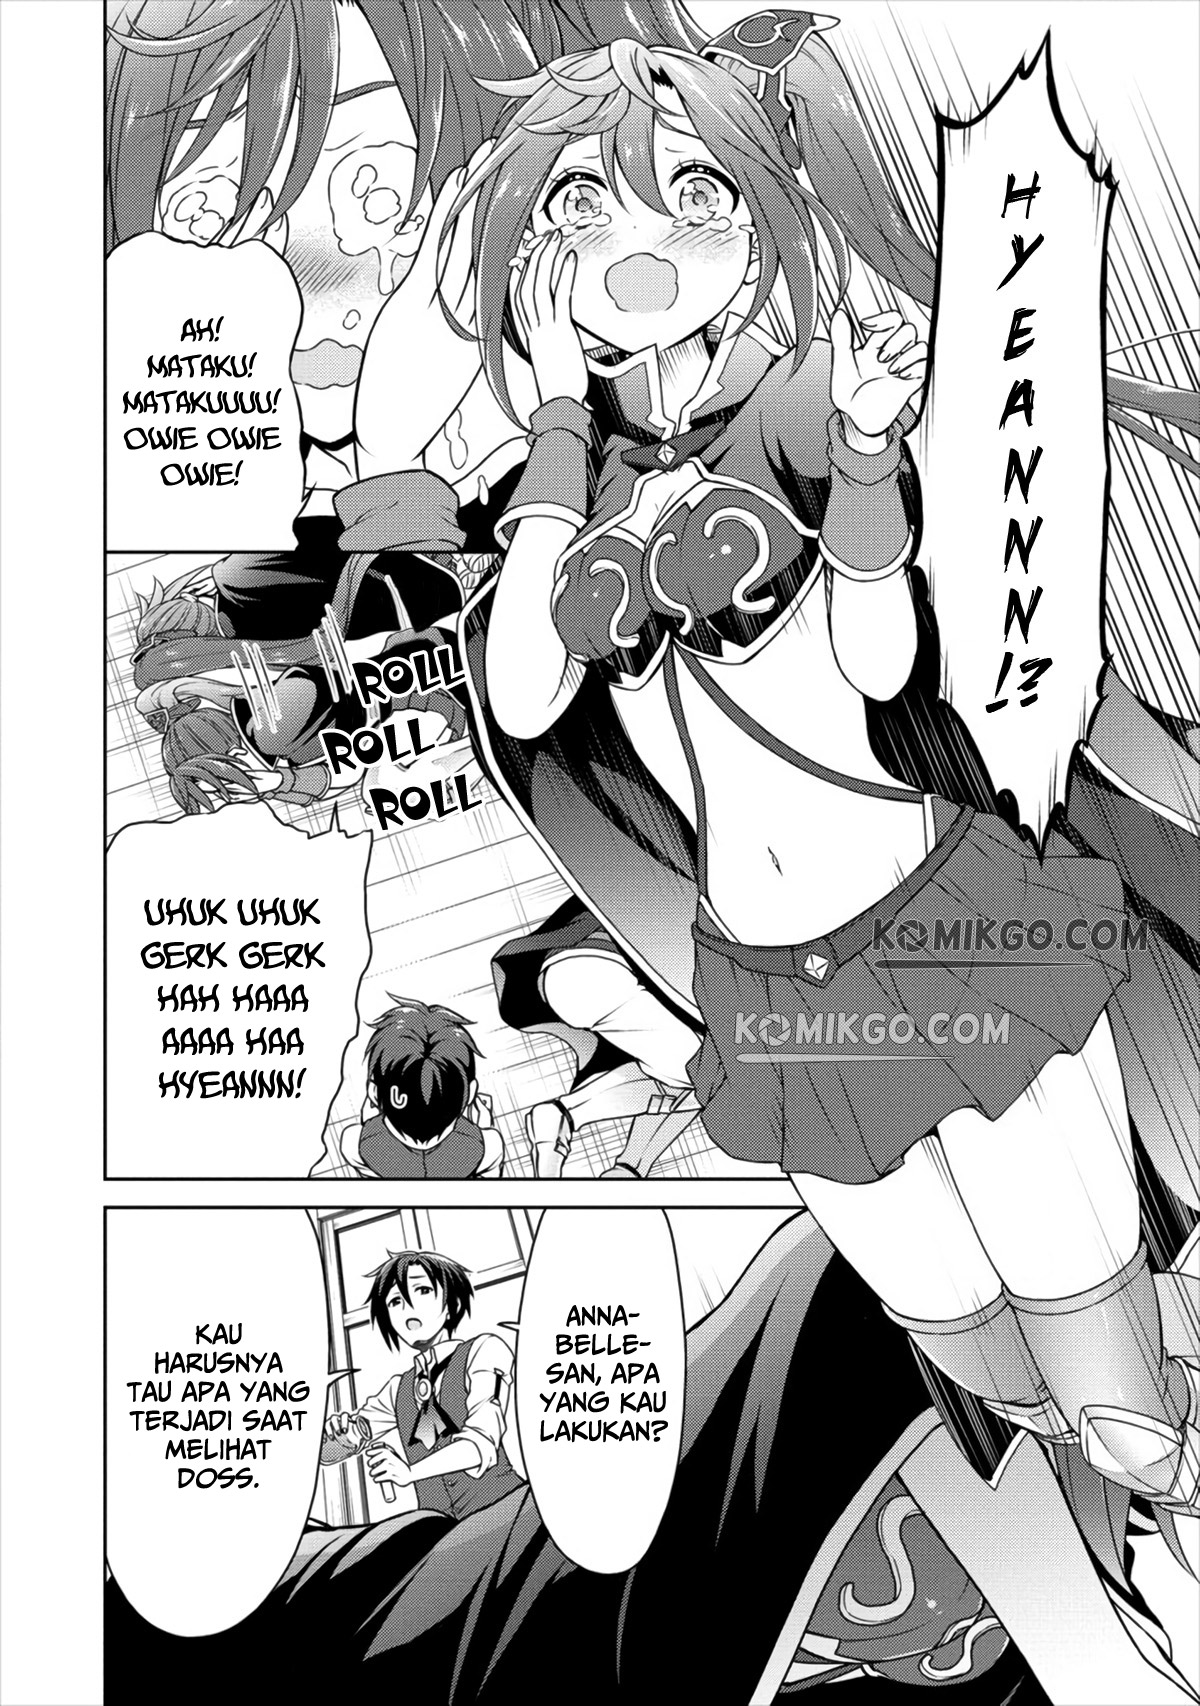 HYEANNN!?
AH!
MATAKU!
MATAKUUUU!
OWIE OWIE
OWIE!
ROLL
ROLL
ROLL
UHUK UHUK
GERK GERK
HAH HAAA
AAAA HAA
HYEANNN!
KOMIKGO.COM
KOMIKGO.COM
ANNA-
BELLE-
SAN, APA
YANG KAU
LAKUKAN?
KAU
HARUSNYA
TAU APA YANG
TERJADI SAAT
MELIHAT
DOSS.